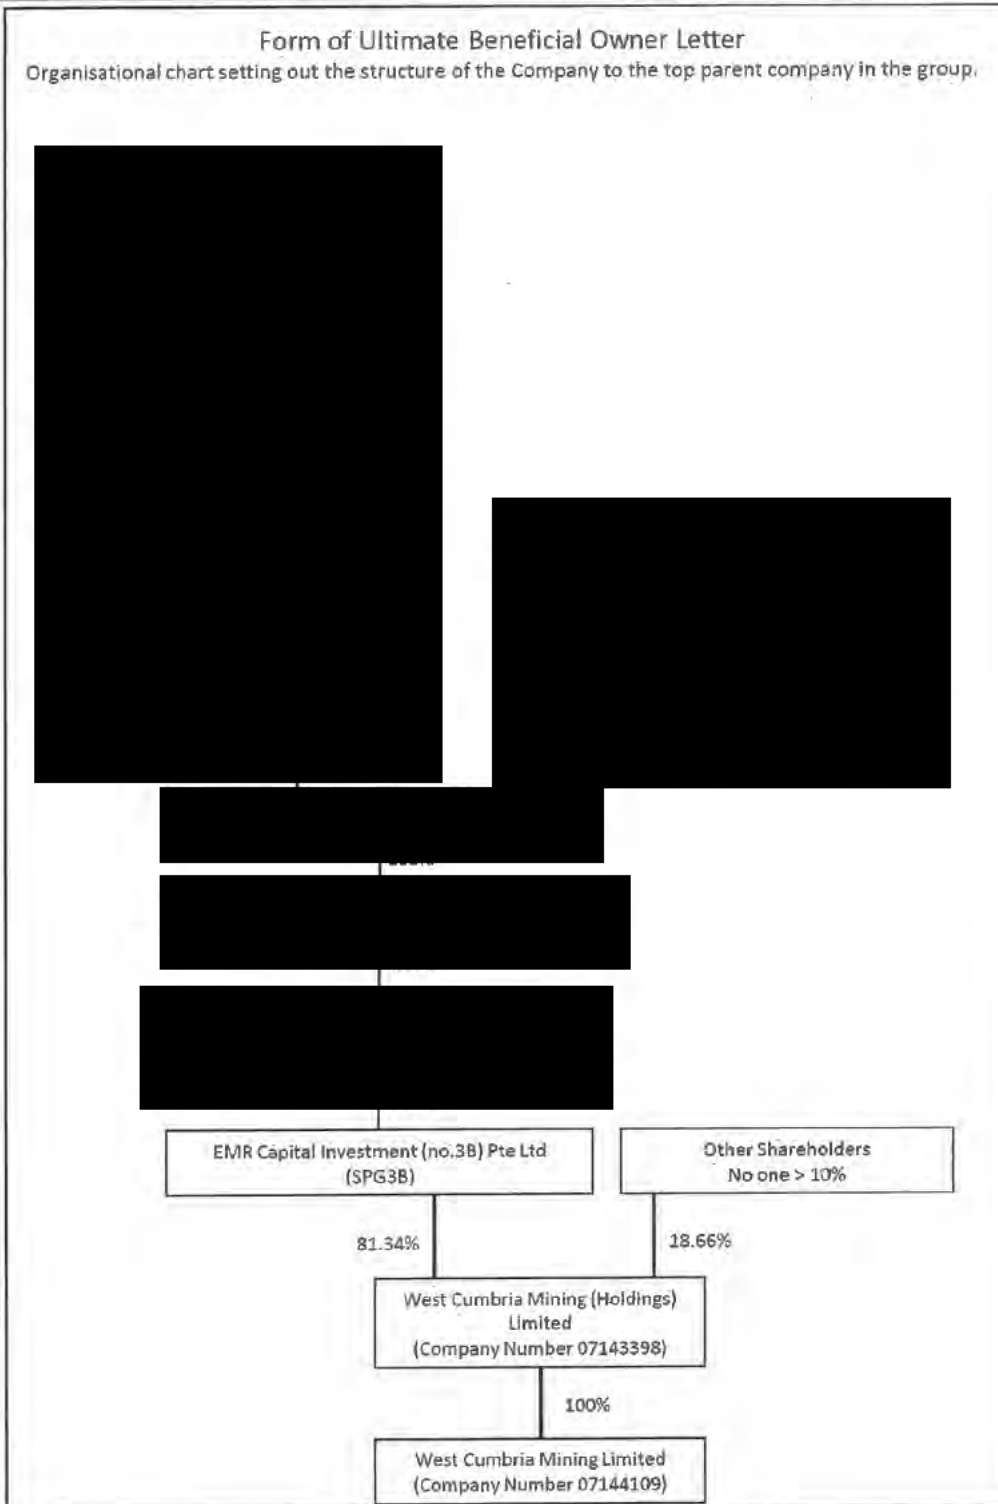 Form of Ultimate Beneficial Owner Letter
Organisational chart setting out the structure of the Company to the top parent company in the group.
EMR Capital Investment (no.3B) Pte Ltd
(SPG3B)
Other Shareholders
No one > 10%
81.34%
18.66%
West Cumbria Mining (Holdings)
Limited
(Company Number 07143398)
100%
West Cumbria Mining Limited
(Company Number 07144109)